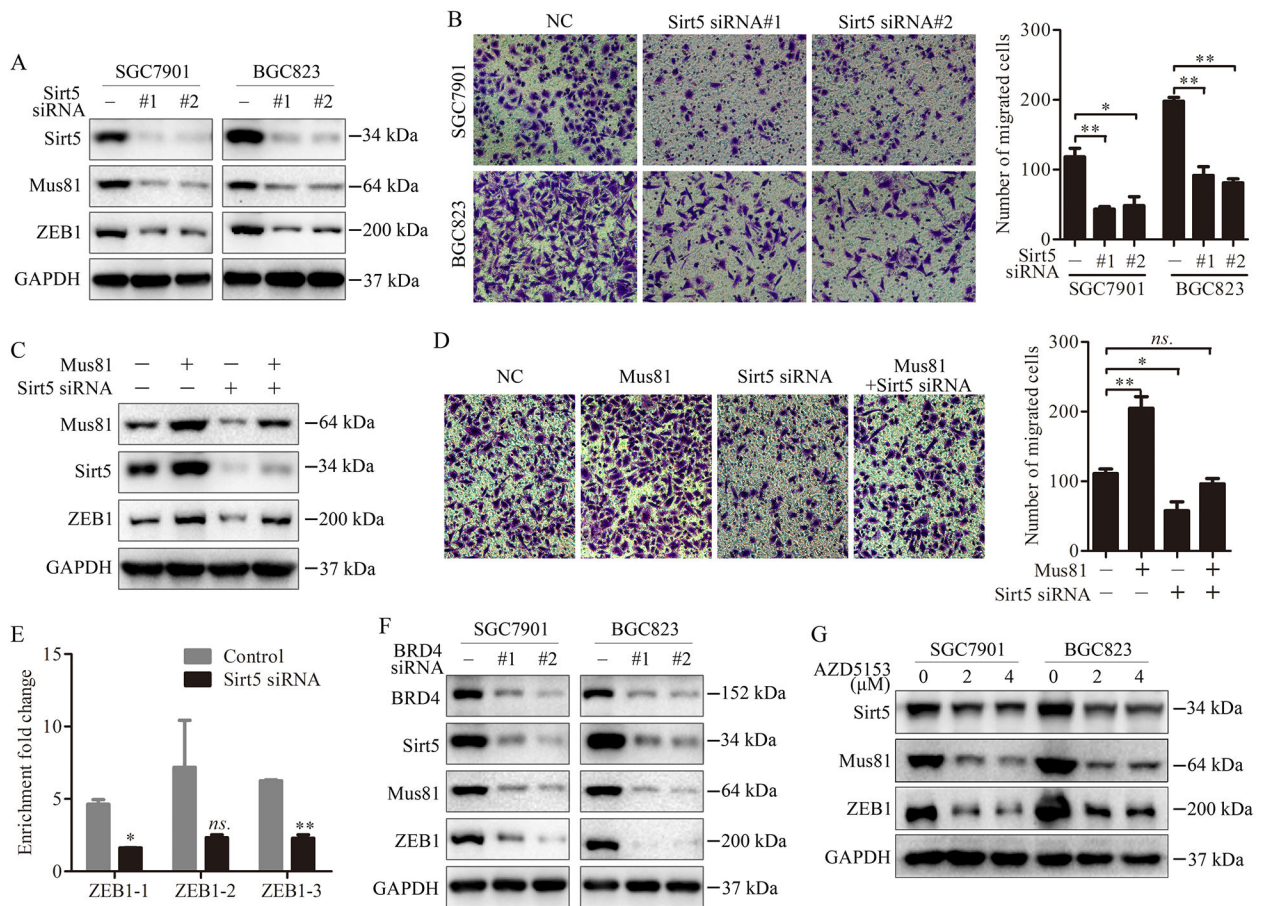 A
SGC7901 BGC823
Sirt5 siRNA – #1 #2 – #1 #2
Sirt5 –34 kDa
Mus81 –64 kDa
ZEB1 –200 kDa
GAPDH –37 kDa
B
NC Sirt5 siRNA#1 Sirt5 siRNA#2
SGC7901
BGC823
Number of migrated cells
300
200
100
0
** * ** **
Sirt5 siRNA – #1 #2 – #1 #2
SGC7901 BGC823
C
Mus81 – + – +
Sirt5 siRNA – – + +
Mus81 –64 kDa
Sirt5 –34 kDa
ZEB1 –200 kDa
GAPDH –37 kDa
D
NC Mus81 Sirt5 siRNA Mus81 +Sirt5 siRNA
Number of migrated cells
300
200
100
0
ns.
*
**
Mus81 – + – +
Sirt5 siRNA – – + +
E
Enrichment fold change
15
10
5
0
Control
Sirt5 siRNA
* ns. **
ZEB1-1 ZEB1-2 ZEB1-3
F
SGC7901 BGC823
BRD4 siRNA – #1 #2 – #1 #2
BRD4 –152 kDa
Sirt5 –34 kDa
Mus81 –64 kDa
ZEB1 –200 kDa
GAPDH –37 kDa
G
SGC7901 BGC823
AZD5153 (μM) 0 2 4 0 2 4
Sirt5 –34 kDa
Mus81 –64 kDa
ZEB1 –200 kDa
GAPDH –37 kDa